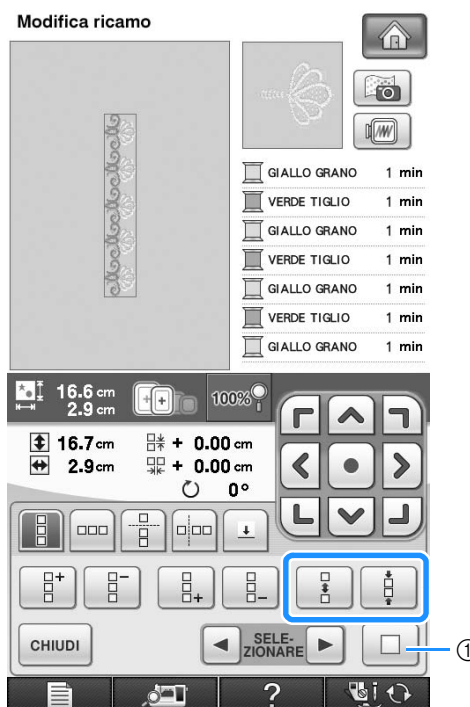 Modifica ricamo
GIALLO GRANO 1 min
VERDE TIGLIO 1 min
GIALLO GRANO 1 min
VERDE TIGLIO 1 min
GIALLO GRANO 1 min
VERDE TIGLIO 1 min
GIALLO GRANO 1 min
16.6 cm
2.9 cm
100%
16.7 cm + 0.00 cm
2.9 cm + 0.00 cm
0°
CHIUDI
SELE-
ZIONARE
①
?